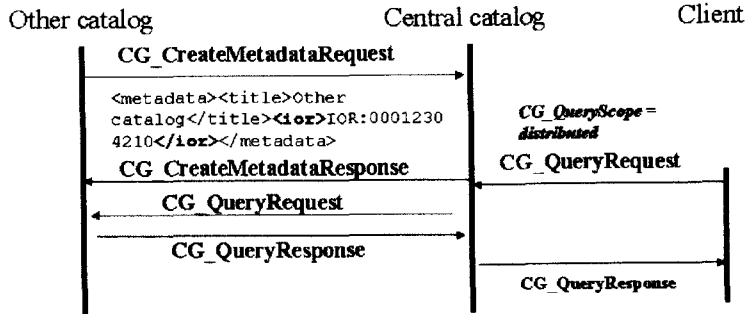 Other catalog
Central catalog
Client
CG_CreateMetadataRequest
<metadata><title>Other
catalog</title><ior>IOR:0001230
4210</ior></metadata>
CG_QueryScope =
distributed
CG_CreateMetadataResponse
CG_QueryRequest
CG_QueryRequest
CG_QueryResponse
CG_QueryResponse